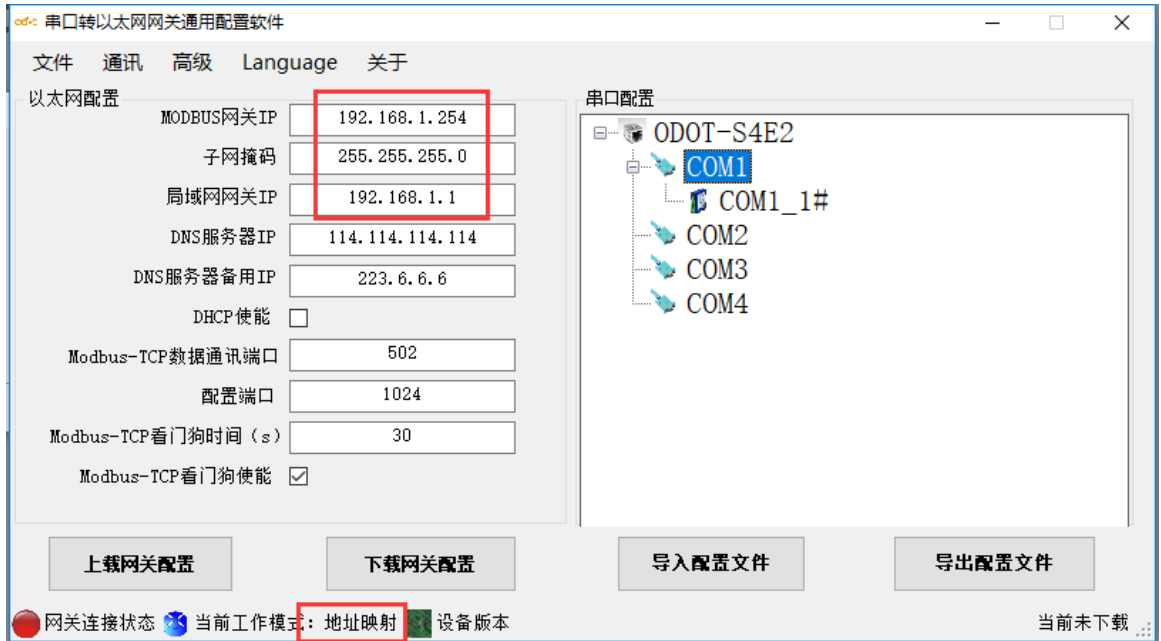 odot 串口转以太网网关通用配置软件
文件 通讯 高级 Language 关于
以太网配置
MODBUS网关IP 192.168.1.254
子网掩码 255.255.255.0
局域网网关IP 192.168.1.1
DNS服务器IP 114.114.114.114
DNS服务器备用IP 223.6.6.6
DHCP使能
Modbus-TCP数据通讯端口 502
配置端口 1024
Modbus-TCP看门狗时间（s） 30
Modbus-TCP看门狗使能
串口配置
ODOT-S4E2
COM1
COM1_1#
COM2
COM3
COM4
上载网关配置 下载网关配置 导入配置文件 导出配置文件
网关连接状态 当前工作模式：地址映射 设备版本 当前未下载